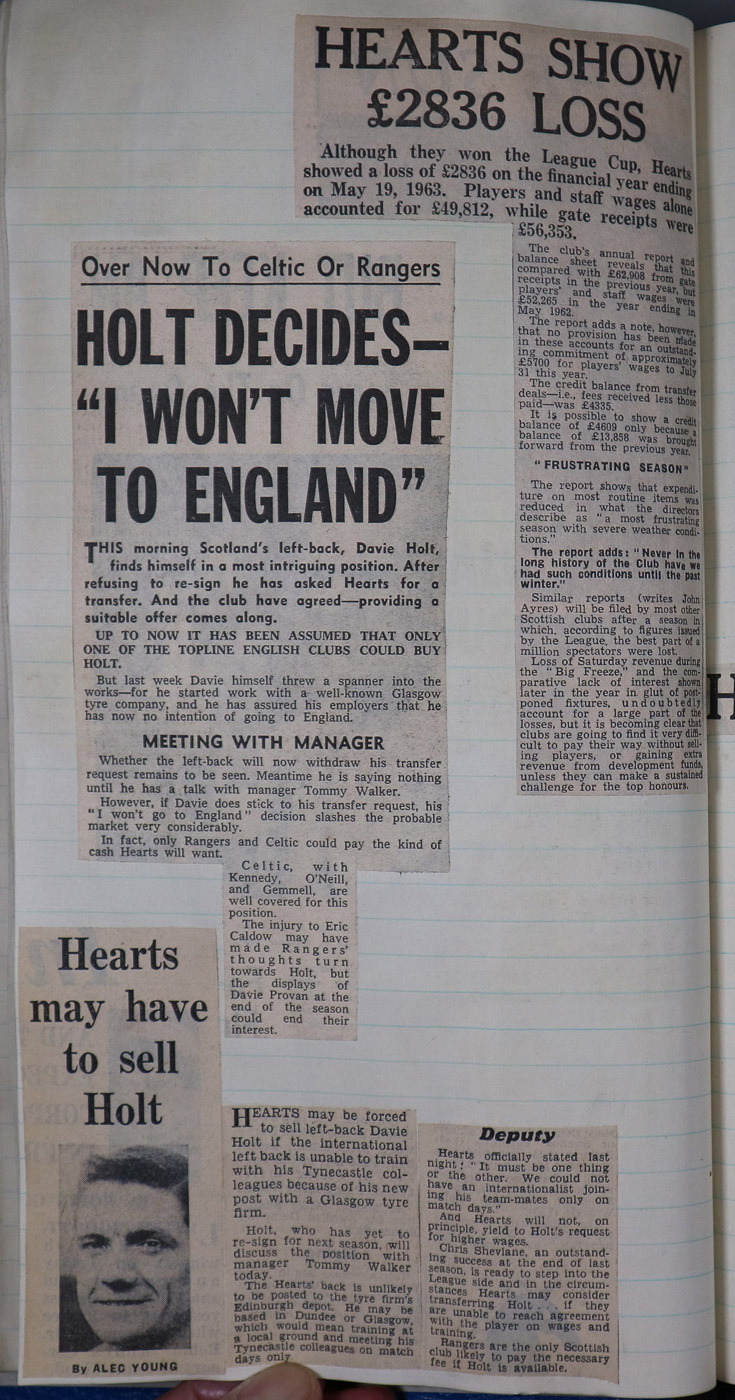 HEARTS SHOW
£2836 LOSS
Although they won the League Cup, Hearts
showed a loss of £2836 on the financial year ending
on May 19, 1963. Players and staff wages alone
accounted for £49,812, while gate receipts were
£56,353.
The club's annual report and
balance sheet reveals that this
compared with £62,908 from gate
receipts in the previous year, but
players' and staff wages were
£52,265 in the year ending in
May 1962.
The report adds a note, however,
that no provision has been made
in these accounts for an outstand-
ing commitment of approximately
£5700 for players' wages to July
31 this year.
The credit balance from transfer
deals—i.e., fees received less those
paid—was £4335.
It is possible to show a credit
balance of £4609 only because a
balance of £13,858 was brought
forward from the previous year.
"FRUSTRATING SEASON"
The report shows that expendi-
ture on most routine items was
reduced in what the directors
describe as "a most frustrating
season with severe weather condi-
tions."
The report adds: "Never in the
long history of the Club have we
had such conditions until the past
winter."
Similar reports (writes John
Ayres) will be filed by most other
Scottish clubs after a season in
which, according to figures issued
by the League, the best part of a
million spectators were lost.
Loss of Saturday revenue during
the "Big Freeze," and the com-
parative lack of interest shown
later in the year in glut of post-
poned fixtures, undoubtedly
account for a large part of the
losses, but it is becoming clear that
clubs are going to find it very diffi-
cult to pay their way without sell-
ing players, or gaining extra
revenue from development funds,
unless they can make a sustained
challenge for the top honours.
Over Now To Celtic Or Rangers
HOLT DECIDES—
"I WON'T MOVE
TO ENGLAND"
THIS morning Scotland's left-back, Davie Holt,
finds himself in a most intriguing position. After
refusing to re-sign he has asked Hearts for a
transfer. And the club have agreed—providing a
suitable offer comes along.
UP TO NOW IT HAS BEEN ASSUMED THAT ONLY
ONE OF THE TOPLINE ENGLISH CLUBS COULD BUY
HOLT.
But last week Davie himself threw a spanner into the
works—for he started work with a well-known Glasgow
tyre company, and he has assured his employers that he
has now no intention of going to England.
MEETING WITH MANAGER
Whether the left-back will now withdraw his transfer
request remains to be seen. Meantime he is saying nothing
until he has a talk with manager Tommy Walker.
However, if Davie does stick to his transfer request, his
"I won't go to England" decision slashes the probable
market very considerably.
In fact, only Rangers and Celtic could pay the kind of
cash Hearts will want.
Celtic, with
Kennedy, O'Neill,
and Gemmell, are
well covered for this
position.
The injury to Eric
Caldow may have
made Rangers'
thoughts turn
towards Holt, but
the displays of
Davie Provan at the
end of the season
could end their
interest.
Hearts
may have
to sell
Holt
By ALEC YOUNG
HEARTS may be forced
to sell left-back Davie
Holt if the international
left back is unable to train
with his Tynecastle col-
leagues because of his new
post with a Glasgow tyre
firm.
Holt, who has yet to
re-sign for next season, will
discuss the position with
manager Tommy Walker
today.
The Hearts' back is unlikely
to be posted to the tyre firm's
Edinburgh depot. He may be
based in Dundee or Glasgow,
which would mean training at
a local ground and meeting his
Tynecastle colleagues on match
days only.
Deputy
Hearts officially stated last
night: "It must be one thing
or the other. We could not
have an internationalist join-
ing his team-mates only on
match days."
And Hearts will not, on
principle, yield to Holt's request
for higher wages.
Chris Shevlane, an outstand-
ing success at the end of last
season, is ready to step into the
League side and in the circum-
stances Hearts may consider
transferring Holt . . . if they
are unable to reach agreement
with the player on wages and
training.
Rangers are the only Scottish
club likely to pay the necessary
fee if Holt is available.
H